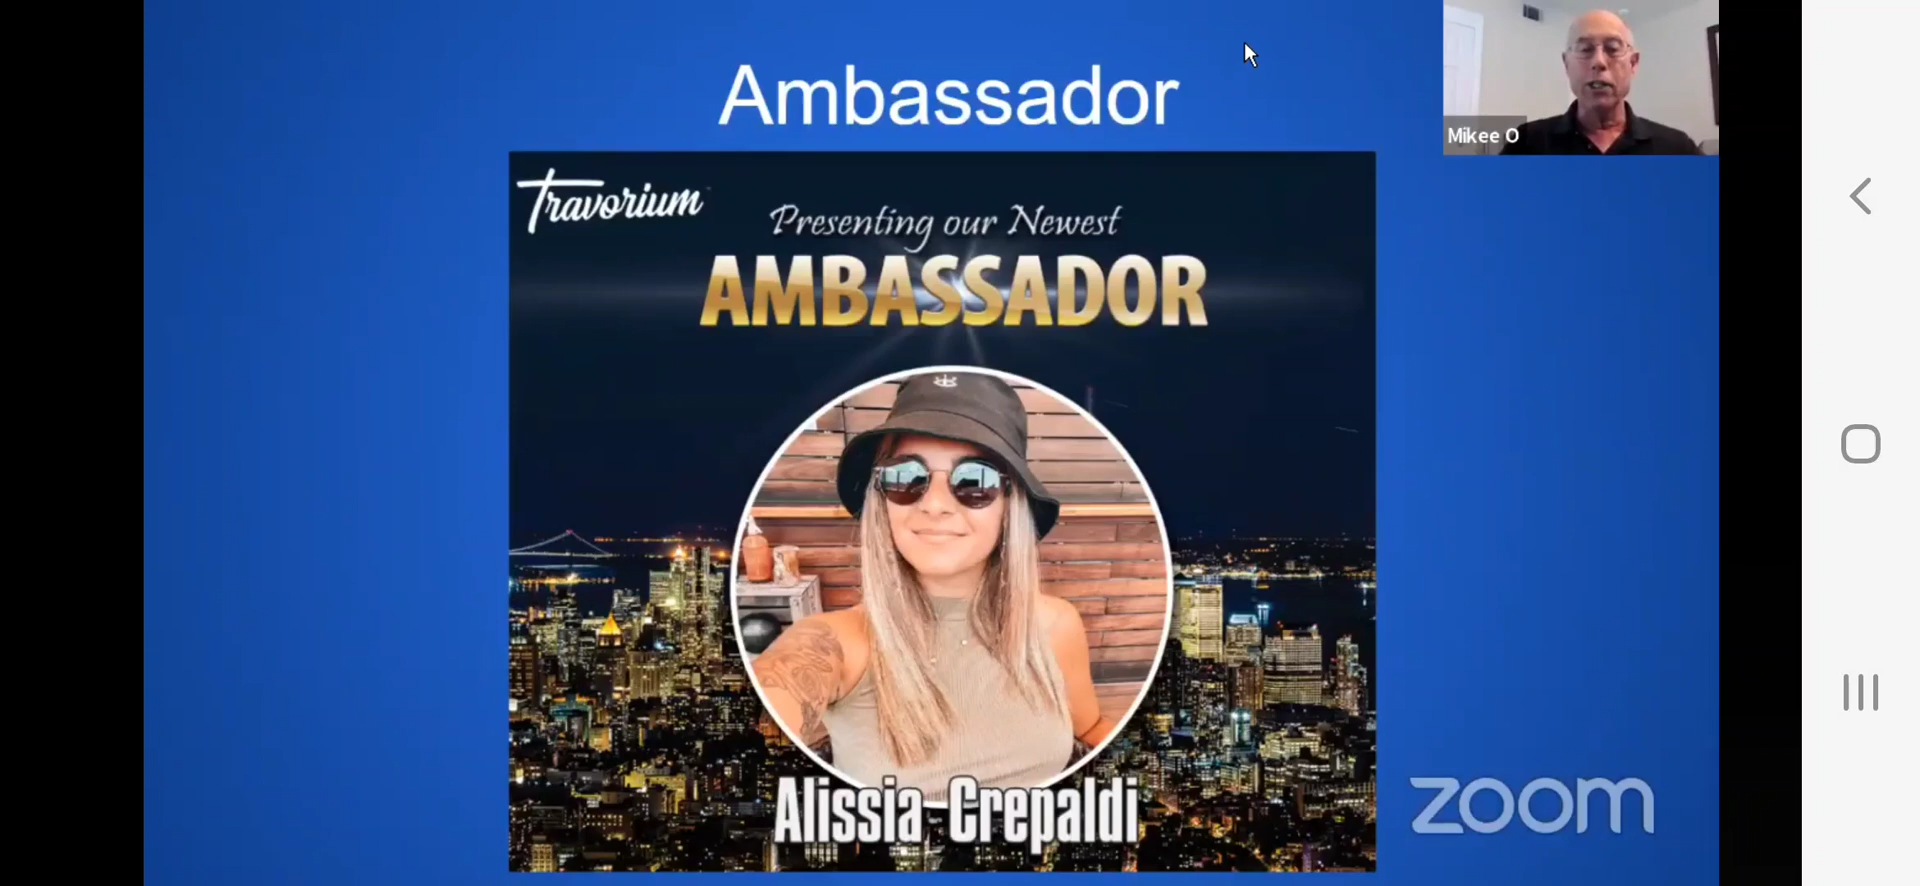 Ambassador
Mikee O
Travorium
Presenting our Newest
AMBASSADOR
Alissia Crepaldi
zoom